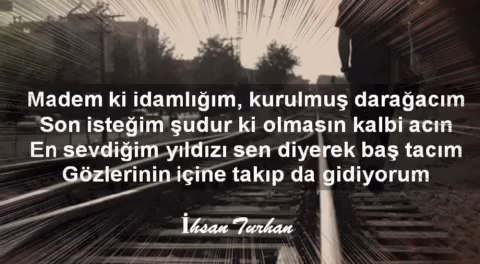 Madem ki idamlığım, kurulmuş darağacım
Son isteğim şudur ki olmasın kalbi acın
En sevdiğim yıldızı sen diyerek baş tacım
Gözlerinin içine takıp da gidiyorum
İhsan Turhan